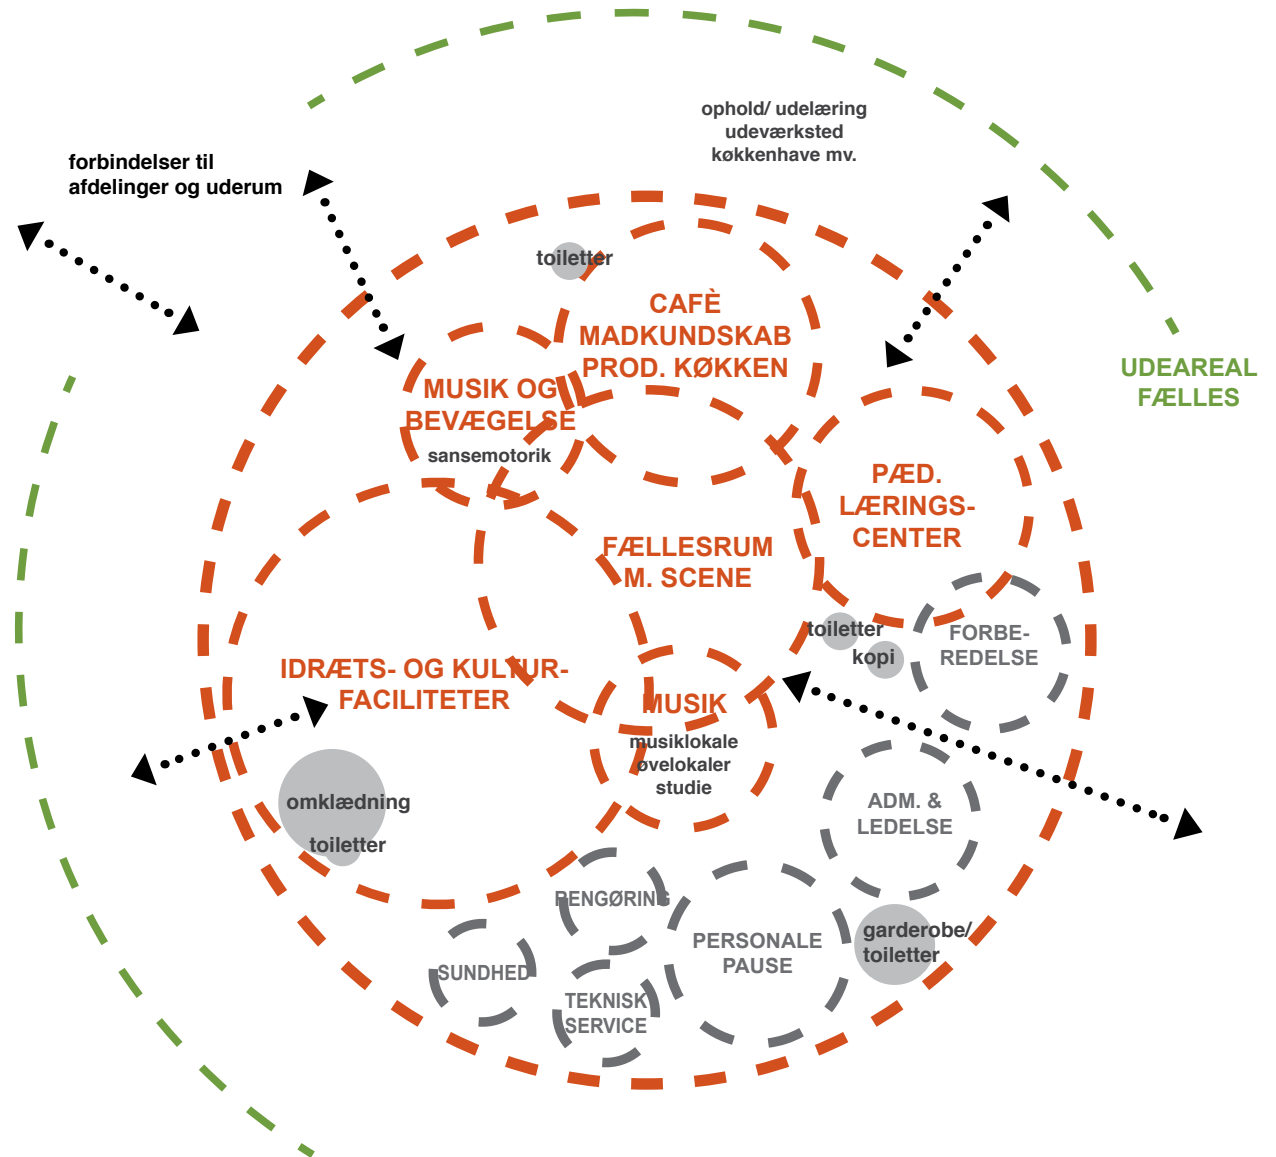 ophold/ udelæring
udeværksted
køkkenhave mv.
forbindelser til
afdelinger og uderum
toiletter
CAFÈ
MADKUNDSKAB
PROD. KØKKEN
UDEAREAL
FÆLLES
MUSIK OG
BEVÆGELSE
sansemotorik
PÆD.
LÆRINGS-
CENTER
FÆLLESRUM
M. SCENE
toiletter
kopi
FORBE-
REDELSE
IDRÆTS- OG KULTUR-
FACILITETER
MUSIK
musiklokale
øvelokaler
studie
omklædning
toiletter
ADM. &
LEDELSE
RENGØRING
PERSONALE
PAUSE
garderobe/
toiletter
SUNDHED
TEKNISK
SERVICE